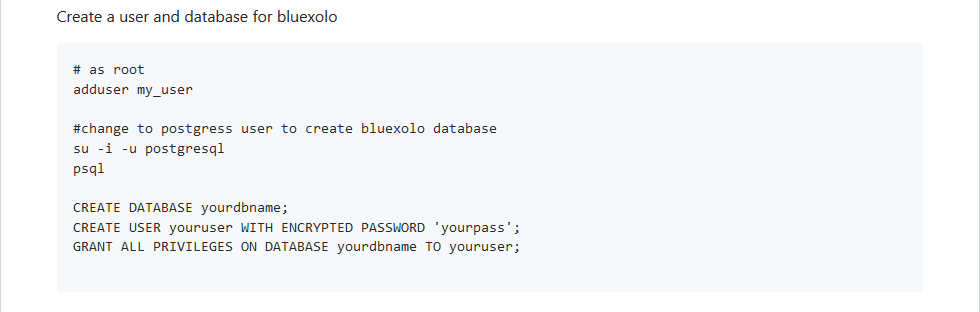 Create a user and database for bluexolo
# as root
adduser my_user
#change to postgress user to create bluexolo database
su -i -u postgresql
psql
CREATE DATABASE yourdbname;
CREATE USER youruser WITH ENCRYPTED PASSWORD 'yourpass';
GRANT ALL PRIVILEGES ON DATABASE yourdbname TO youruser;